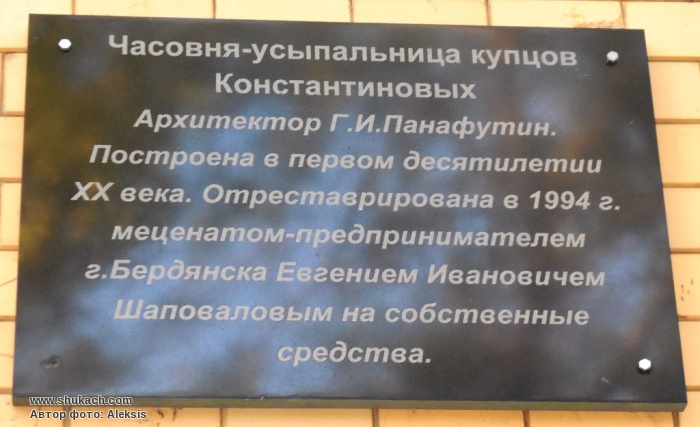 Часовня-усыпальница купцов
Константиновых
Архитектор Г.И.Панафутин.
Построена в первом десятилетии
XX века. Отреставрирована в 1994 г.
меценатом-предпринимателем
г.Бердянска Евгением Ивановичем
Шаповаловым на собственные
средства.
www.shukach.com
Автор фото: Aleksis